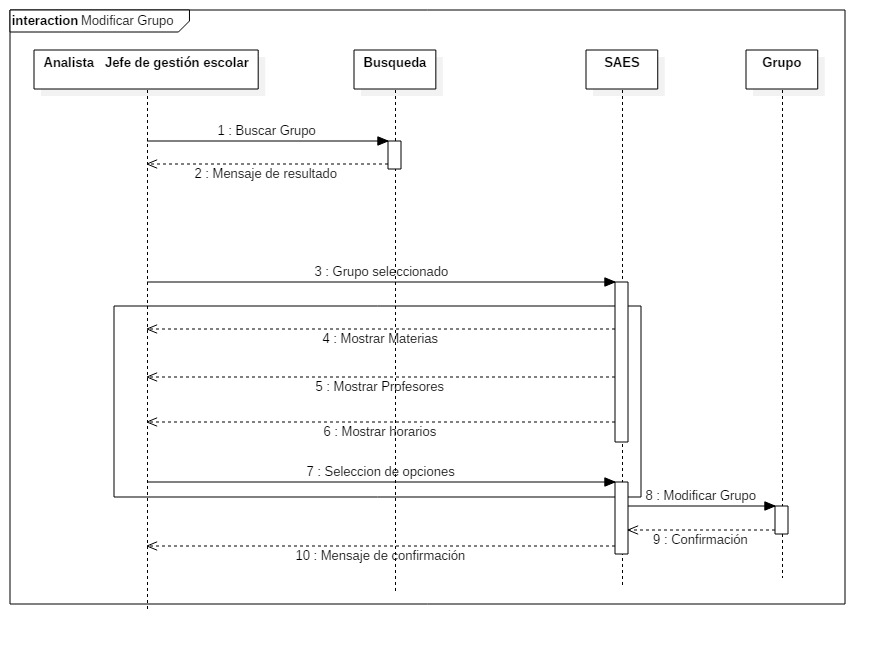 interaction Modificar Grupo
Analista   Jefe de gestión escolar
Busqueda
SAES
Grupo
1 : Buscar Grupo
2 : Mensaje de resultado
3 : Grupo seleccionado
4 : Mostrar Materias
5 : Mostrar Profesores
6 : Mostrar horarios
7 : Seleccion de opciones
8 : Modificar Grupo
9 : Confirmación
10 : Mensaje de confirmación